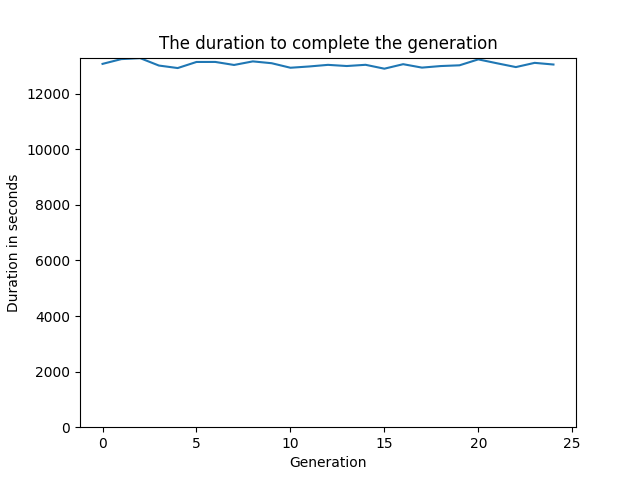 The duration to complete the generation
12000
10000
8000
6000
4000
2000
0
Duration in seconds
0 5 10 15 20 25
Generation